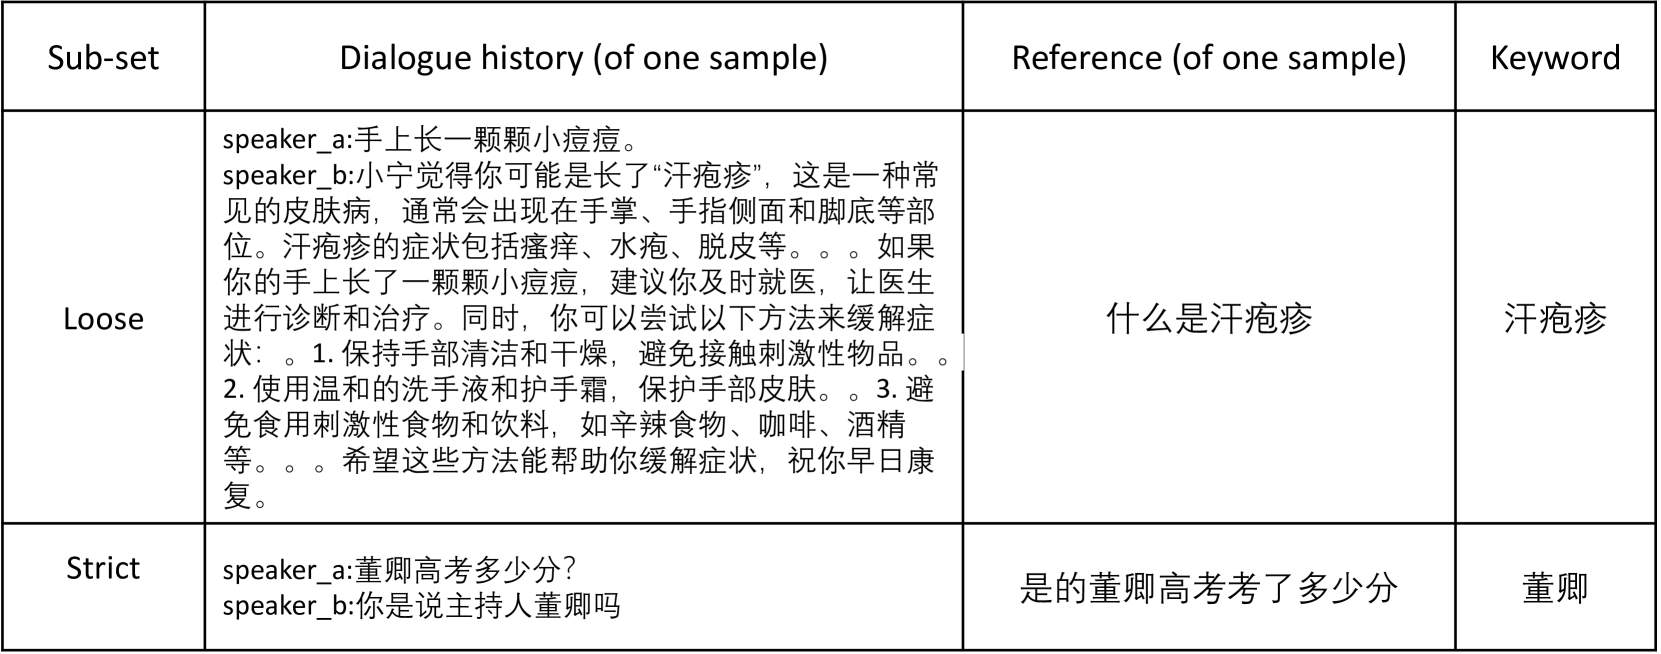 Sub-set
Dialogue history (of one sample)
Reference (of one sample)
Keyword
Loose
speaker_a:手上长一颗颗小痘痘。
speaker_b:小宁觉得你可能是长了“汗疱疹”，这是一种常
见的皮肤病，通常会出现在手掌、手指侧面和脚底等部
位。汗疱疹的症状包括瘙痒、水疱、脱皮等。。。如果
你的手上长了一颗颗小痘痘，建议你及时就医，让医生
进行诊断和治疗。同时，你可以尝试以下方法来缓解症
状：。1. 保持手部清洁和干燥，避免接触刺激性物品。。
2. 使用温和的洗手液和护手霜，保护手部皮肤。。3. 避
免食用刺激性食物和饮料，如辛辣食物、咖啡、酒精
等。。。希望这些方法能帮助你缓解症状，祝你早日康
复。
什么是汗疱疹
汗疱疹
Strict
speaker_a:董卿高考多少分？
speaker_b:你是说主持人董卿吗
是的董卿高考考了多少分
董卿